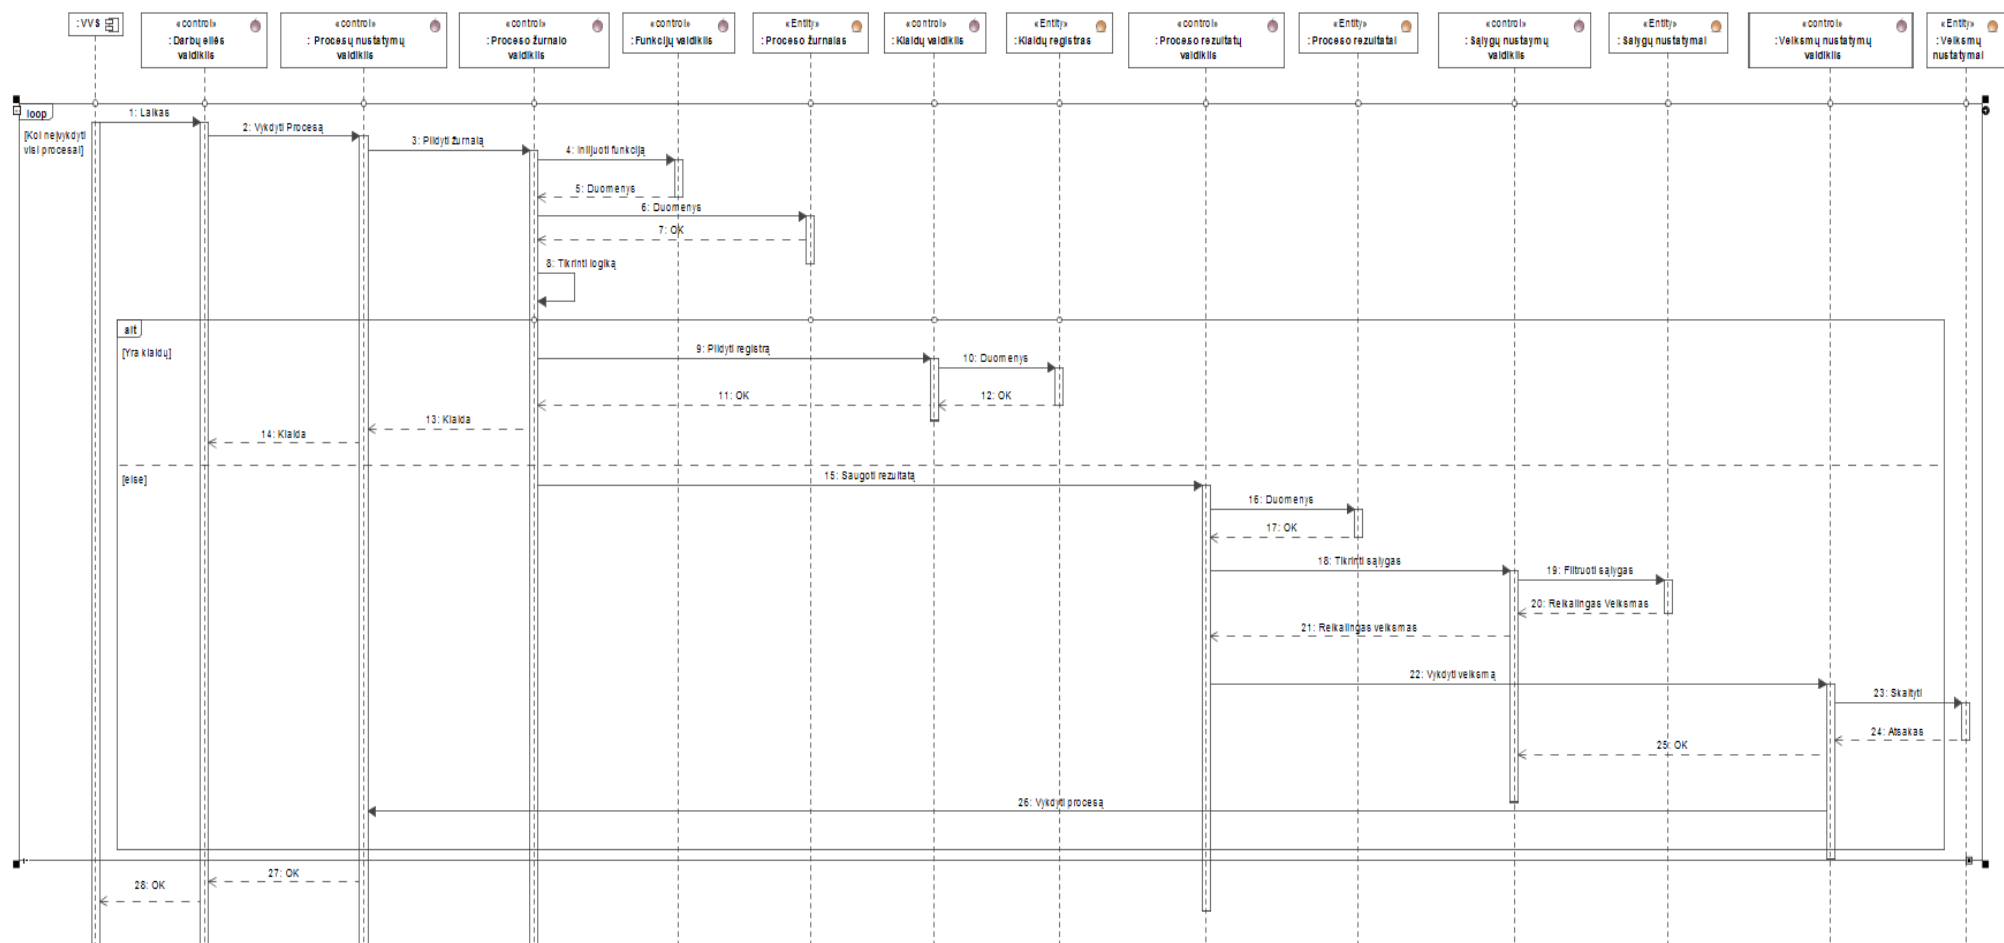 : VVS
«control»
: Darbų eilės
valdiklis
«control»
: Procesų nustatymų
valdiklis
«control»
: Proceso žurnalo
valdiklis
«control»
: Funkcijų valdiklis
«Entity»
: Proceso žurnalas
«control»
: Klaidų valdiklis
«Entity»
: Klaidų registras
«control»
: Proceso rezultatų
valdiklis
«Entity»
: Proceso rezultatai
«control»
: Sąlygų nustaymų
valdiklis
«Entity»
: Salygų nustatymai
«control»
: Veiksmų nustatymų
valdiklis
«Entity»
: Veiksmų
nustatymai
loop
[Kol neįvykdyti
visi procesai]
1: Laikas
2: Vykdyti Procesą
3: Pildyti žurnalą
4: Inilijuoti funkciją
5: Duomenys
6: Duomenys
7: OK
8: Tikrinti logiką
alt
[Yra klaidų]
9: Pildyti registrą
10: Duomenys
11: OK
12: OK
13: Klaida
14: Klaida
[else]
15: Saugoti rezultatą
16: Duomenys
17: OK
18: Tikrinti sąlygas
19: Filtruoti sąlygas
20: Reikalingas Veiksmas
21: Reikalingas veiksmas
22: Vykdyti veiksmą
23: Skaityti
24: Atsakas
25: OK
26: Vykdyti procesą
27: OK
28: OK